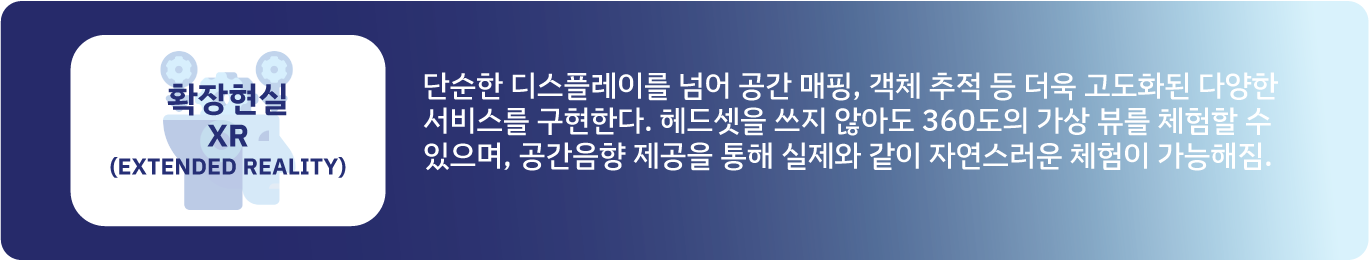 확장현실
XR
(EXTENDED REALITY)
단순한 디스플레이를 넘어 공간 매핑, 객체 추적 등 더욱 고도화된 다양한
서비스를 구현한다. 헤드셋을 쓰지 않아도 360도의 가상 뷰를 체험할 수
있으며, 공간음향 제공을 통해 실제와 같이 자연스러운 체험이 가능해짐.